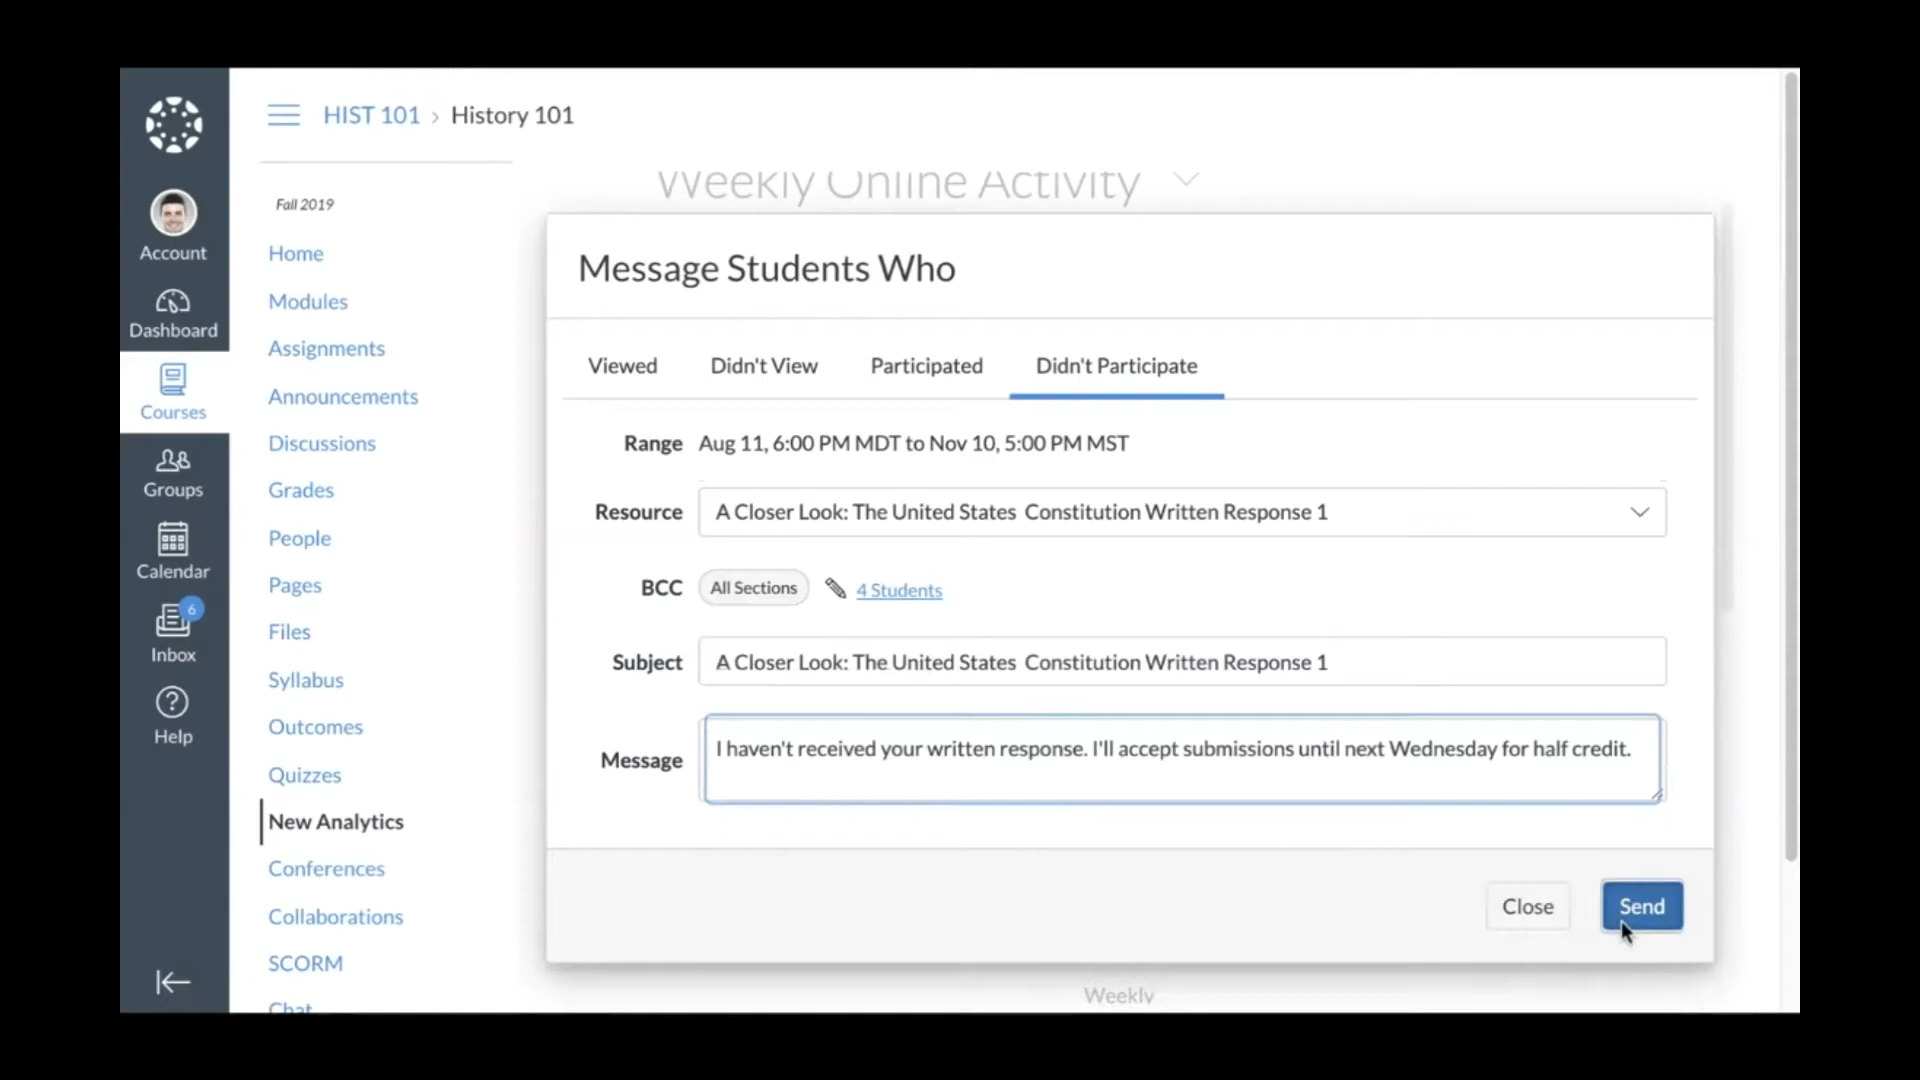 HIST 101 › History 101
Weekly Online Activity
Account
Dashboard
Courses
Groups
Calendar
6
Inbox
Help
Fall 2019
Home
Modules
Assignments
Announcements
Discussions
Grades
People
Pages
Files
Syllabus
Outcomes
Quizzes
New Analytics
Conferences
Collaborations
SCORM
Chat
Message Students Who
Viewed Didn't View Participated Didn't Participate
Range Aug 11, 6:00 PM MDT to Nov 10, 5:00 PM MST
Resource A Closer Look: The United States Constitution Written Response 1
BCC All Sections 4 Students
Subject A Closer Look: The United States Constitution Written Response 1
Message I haven't received your written response. I'll accept submissions until next Wednesday for half credit.
Close Send
Weekly